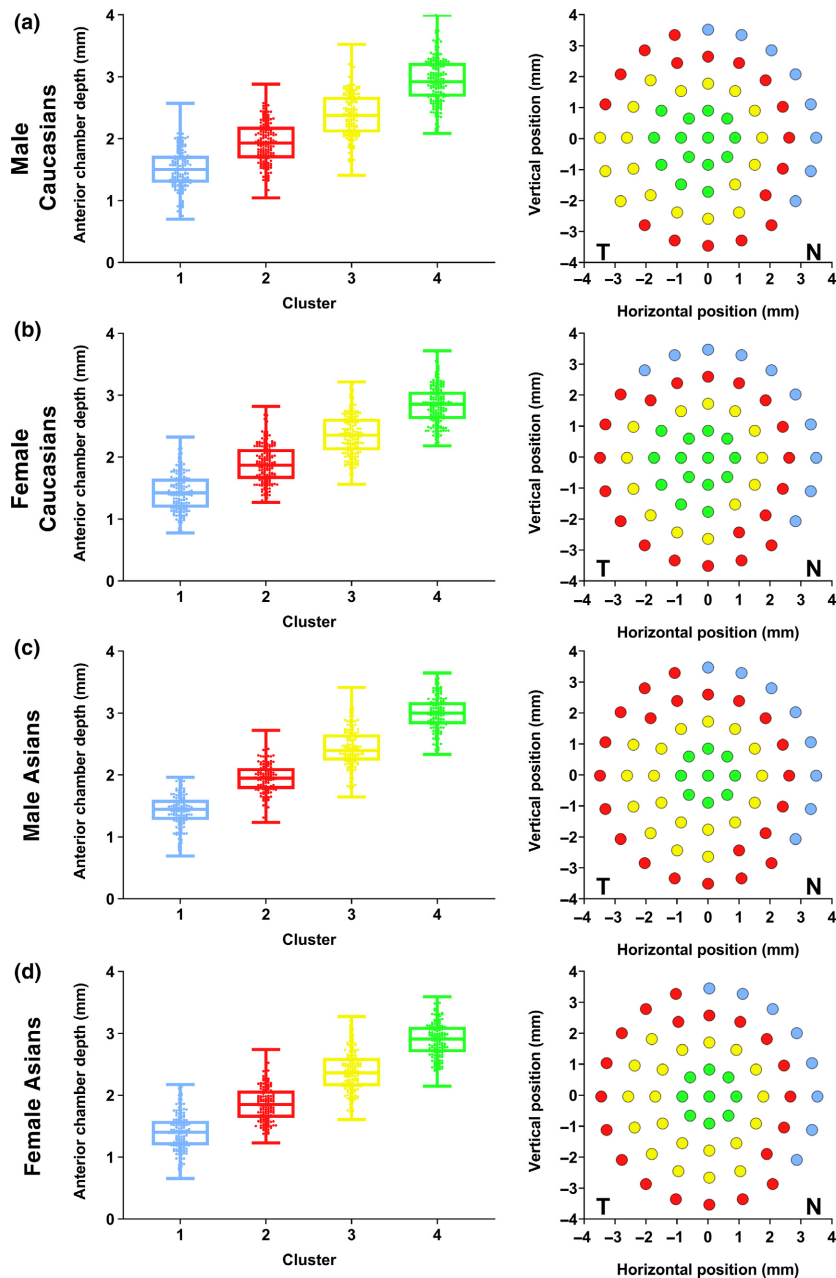 (a)
Male
Caucasians
Anterior chamber depth (mm)
4
3
2
1
0
1 2 3 4
Cluster
Vertical position (mm)
4
3
2
1
0
−1
−2
−3
−4
T N
−4 −3 −2 −1 0 1 2 3 4
Horizontal position (mm)
(b)
Female
Caucasians
Anterior chamber depth (mm)
4
3
2
1
0
1 2 3 4
Cluster
Vertical position (mm)
4
3
2
1
0
−1
−2
−3
−4
T N
−4 −3 −2 −1 0 1 2 3 4
Horizontal position (mm)
(c)
Male Asians
Anterior chamber depth (mm)
4
3
2
1
0
1 2 3 4
Cluster
Vertical position (mm)
4
3
2
1
0
−1
−2
−3
−4
T N
−4 −3 −2 −1 0 1 2 3 4
Horizontal position (mm)
(d)
Female Asians
Anterior chamber depth (mm)
4
3
2
1
0
1 2 3 4
Cluster
Vertical position (mm)
4
3
2
1
0
−1
−2
−3
−4
T N
−4 −3 −2 −1 0 1 2 3 4
Horizontal position (mm)